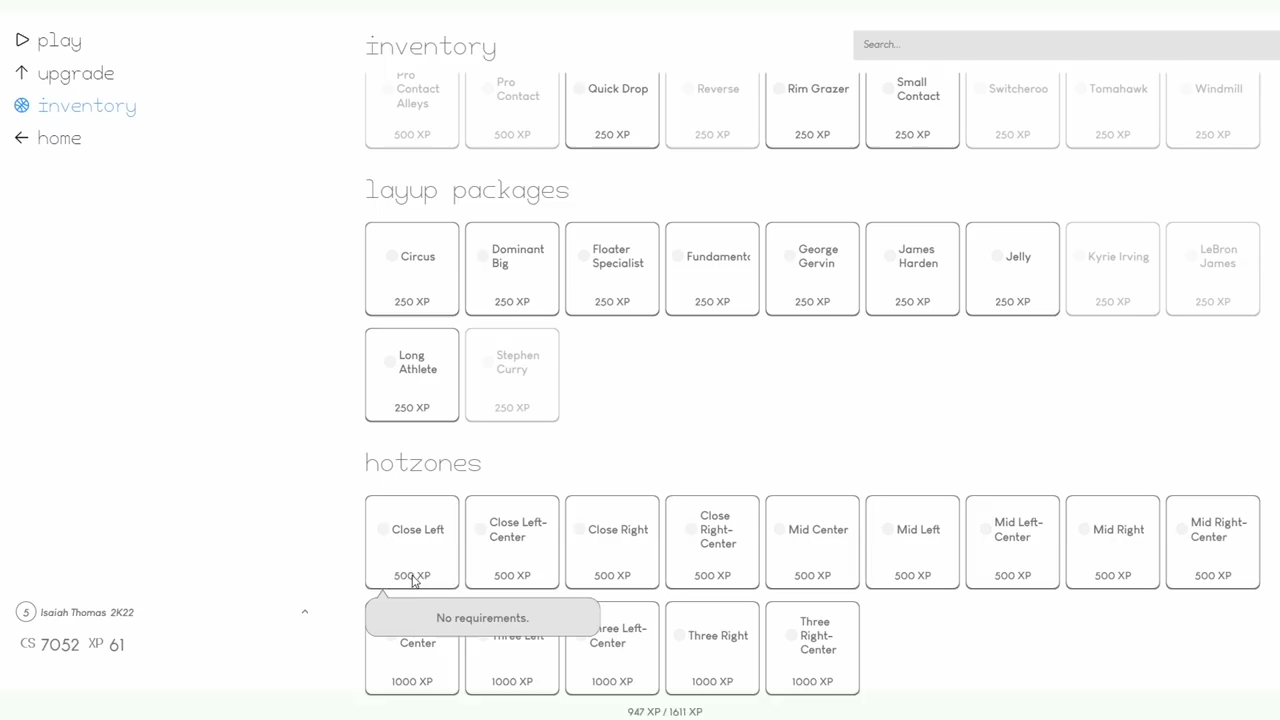 play
upgrade
inventory
home
inventory
Search...
Pro Contact Alleys
500 XP
Pro Contact
500 XP
Quick Drop
250 XP
Reverse
250 XP
Rim Grazer
250 XP
Small Contact
250 XP
Switcheroo
250 XP
Tomahawk
250 XP
Windmill
250 XP
layup packages
Circus
250 XP
Dominant Big
250 XP
Floater Specialist
250 XP
Fundamenta
250 XP
George Gervin
250 XP
James Harden
250 XP
Jelly
250 XP
Kyrie Irving
250 XP
LeBron James
250 XP
Long Athlete
250 XP
Stephen Curry
250 XP
hotzones
Close Left
500 XP
Close Left-Center
500 XP
Close Right
500 XP
Close Right-Center
500 XP
Mid Center
500 XP
Mid Left
500 XP
Mid Left-Center
500 XP
Mid Right
500 XP
Mid Right-Center
500 XP
No requirements.
Center
1000 XP
Three Left
1000 XP
Three Left-Center
1000 XP
Three Right
1000 XP
Three Right-Center
1000 XP
5 Isaiah Thomas 2K22
CS 7052 XP 61
947 XP / 1611 XP